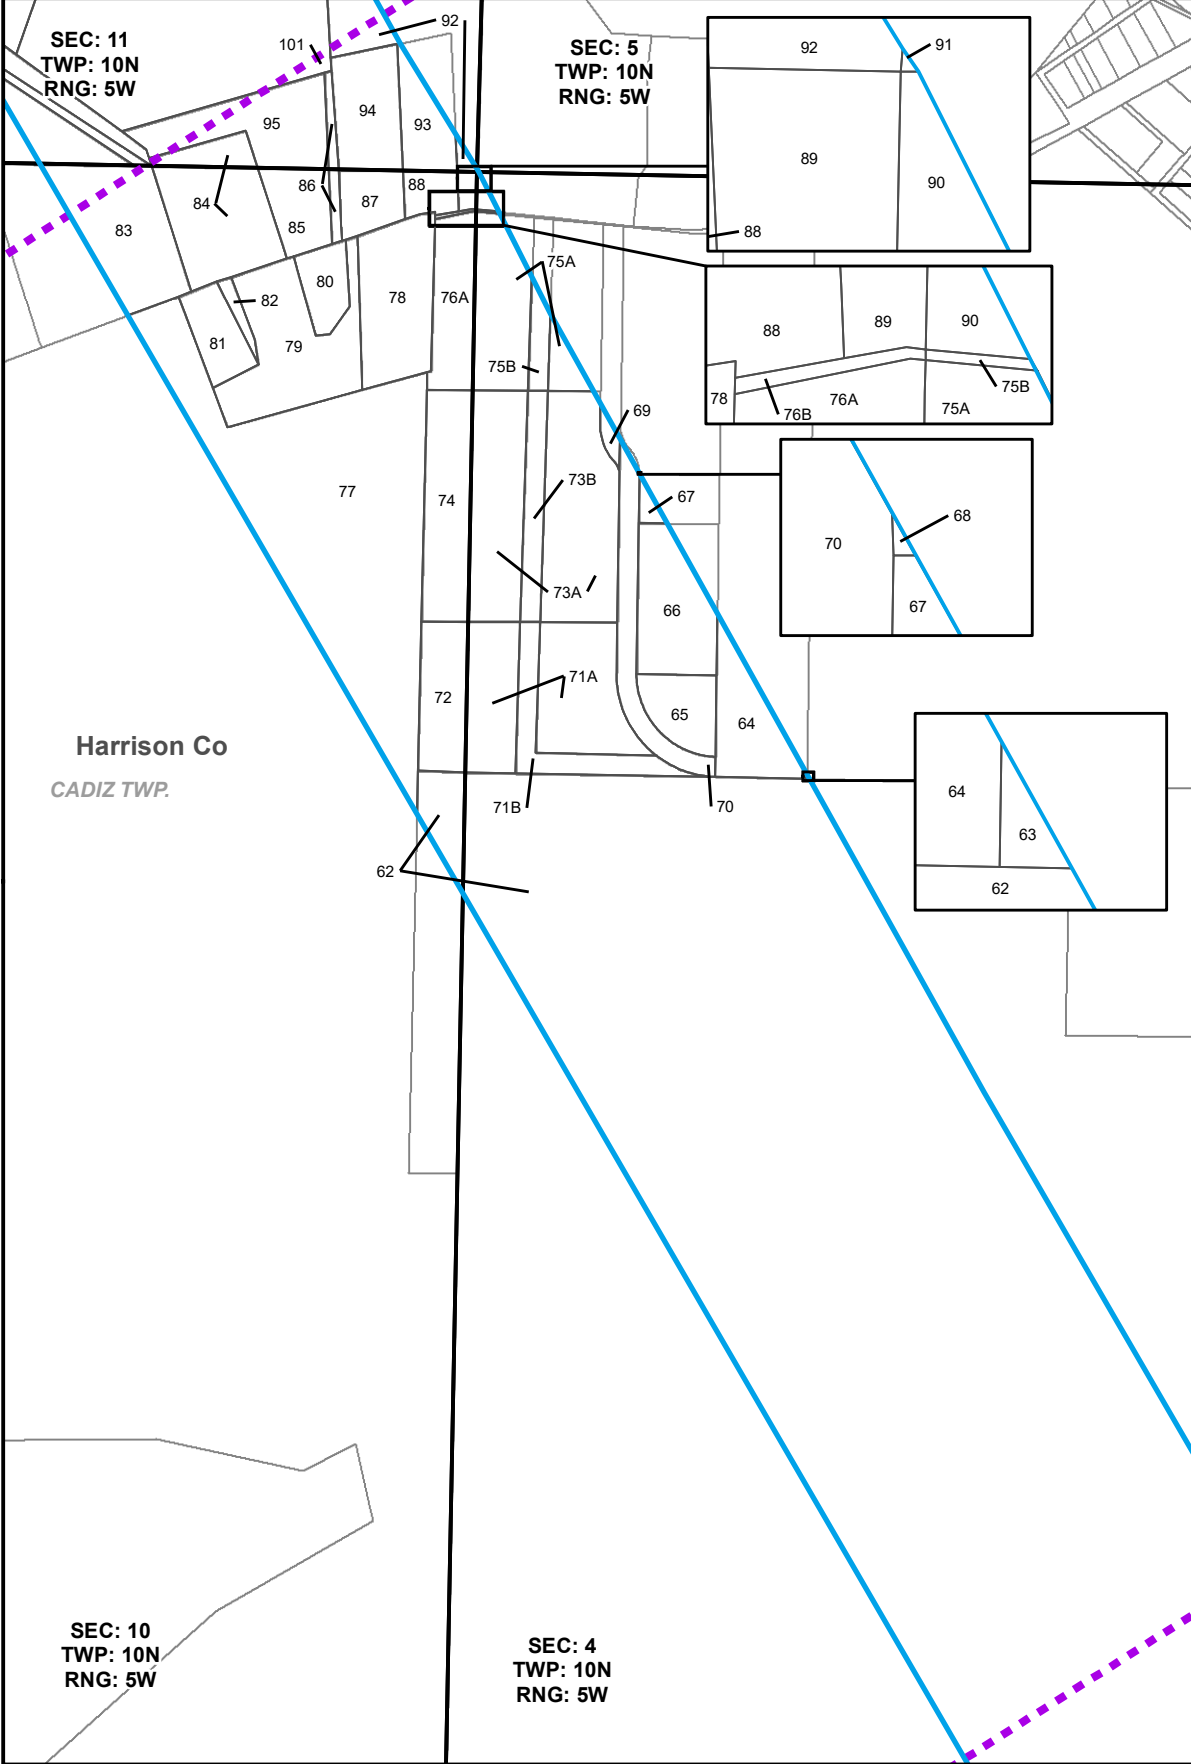 92
SEC: 11
TWP: 10N
RNG: 5W
101
SEC: 5
TWP: 10N
RNG: 5W
92
91
89
90
88
95
94
93
86
88
87
84
85
83
80
82
78
76A
75A
81
79
75B
88
89
90
78
76B
76A
75A
75B
69
77
74
73B
67
73A
66
70
68
67
72
71A
65
64
Harrison Co
CADIZ TWP.
71B
70
64
63
62
62
SEC: 10
TWP: 10N
RNG: 5W
SEC: 4
TWP: 10N
RNG: 5W